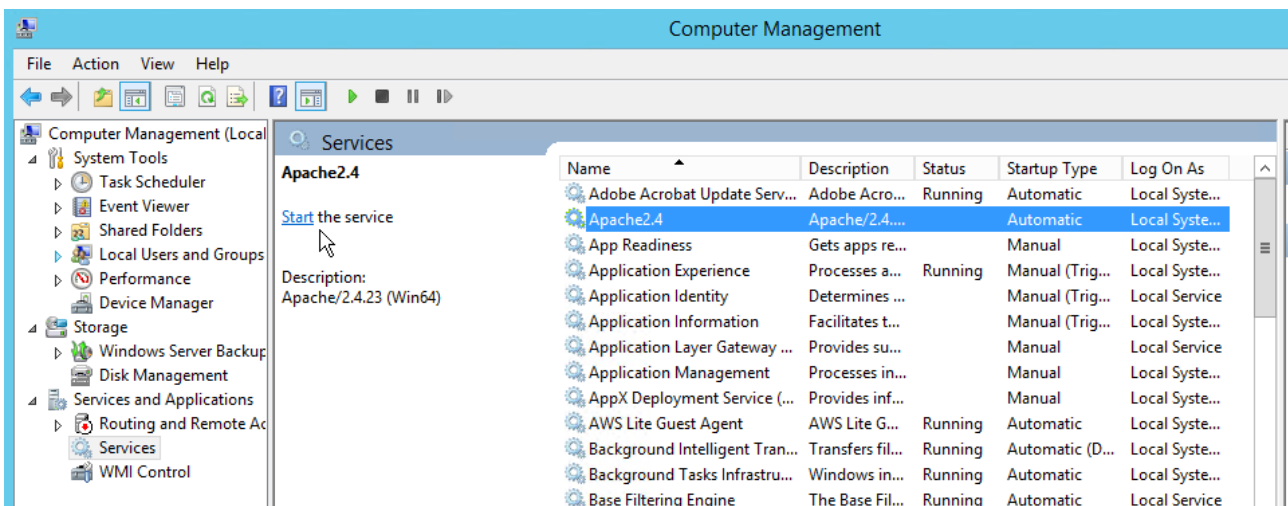 Computer Management
File Action View Help
Computer Management (Local
System Tools
Task Scheduler
Event Viewer
Shared Folders
Local Users and Groups
Performance
Device Manager
Storage
Windows Server Backup
Disk Management
Services and Applications
Routing and Remote Ac
Services
WMI Control
Services
Apache2.4
Start the service
Description:
Apache/2.4.23 (Win64)
Name Description Status Startup Type Log On As
Adobe Acrobat Update Serv... Adobe Acro... Running Automatic Local Syste...
Apache2.4 Apache/2.4.... Automatic Local Syste...
App Readiness Gets apps re... Manual Local Syste...
Application Experience Processes a... Running Manual (Trig... Local Syste...
Application Identity Determines ... Manual (Trig... Local Service
Application Information Facilitates t... Manual (Trig... Local Syste...
Application Layer Gateway ... Provides su... Manual Local Service
Application Management Processes in... Manual Local Syste...
AppX Deployment Service (... Provides inf... Manual Local Syste...
AWS Lite Guest Agent AWS Lite G... Running Automatic Local Syste...
Background Intelligent Tran... Transfers fil... Running Automatic (D... Local Syste...
Background Tasks Infrastru... Windows in... Running Automatic Local Syste...
Base Filtering Engine The Base Fil... Running Automatic Local Service